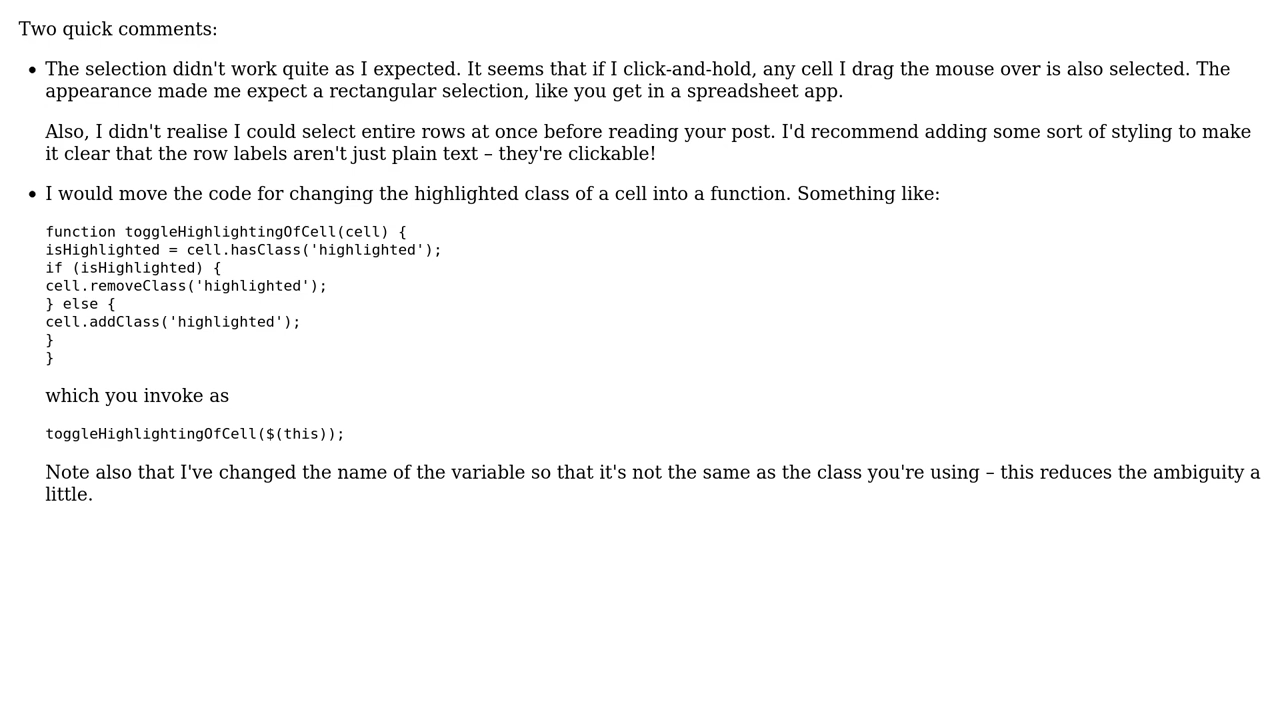 Two quick comments:
• The selection didn't work quite as I expected. It seems that if I click-and-hold, any cell I drag the mouse over is also selected. The
appearance made me expect a rectangular selection, like you get in a spreadsheet app.
Also, I didn't realise I could select entire rows at once before reading your post. I'd recommend adding some sort of styling to make
it clear that the row labels aren't just plain text – they're clickable!
• I would move the code for changing the highlighted class of a cell into a function. Something like:
function toggleHighlightingOfCell(cell) {
isHighlighted = cell.hasClass('highlighted');
if (isHighlighted) {
cell.removeClass('highlighted');
} else {
cell.addClass('highlighted');
}
}
which you invoke as
toggleHighlightingOfCell($(this));
Note also that I've changed the name of the variable so that it's not the same as the class you're using – this reduces the ambiguity a
little.